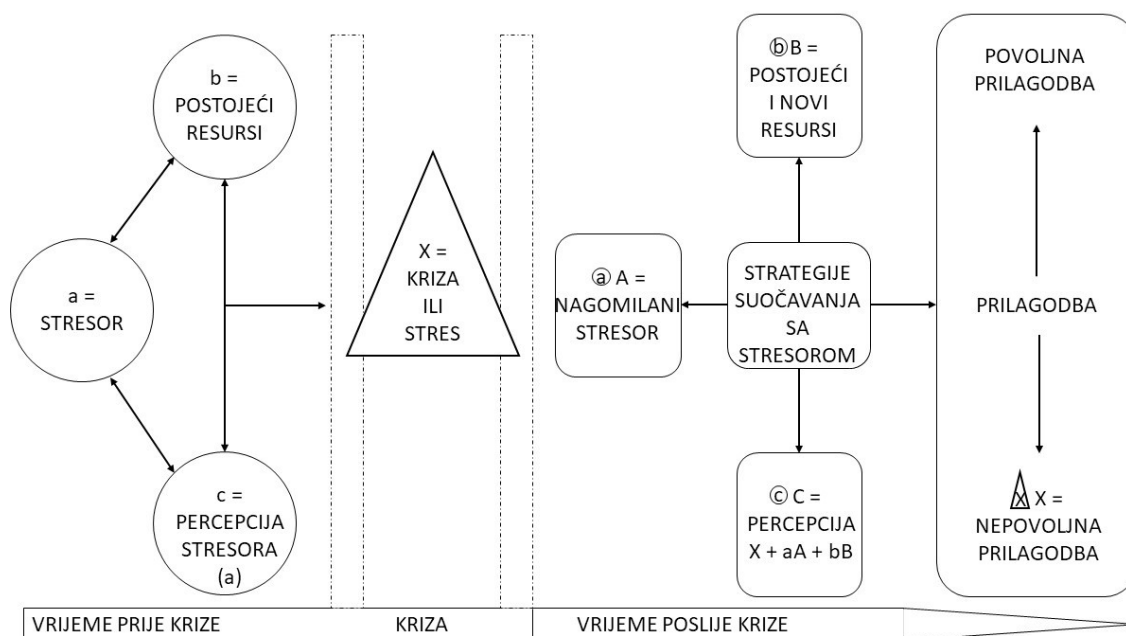 b =
POSTOJEĆI
RESURSI
a =
STRESOR
c =
PERCEPCIJA
STRESORA
(a)
X =
KRIZA
ILI
STRES
ⓐ A =
NAGOMILANI
STRESOR
ⓑ B =
POSTOJEĆI
I NOVI
RESURSI
STRATEGIJE
SUOČAVANJA
SA
STRESOROM
ⓒ C =
PERCEPCIJA
X + aA + bB
POVOLJNA
PRILAGODBA
PRILAGODBA
X X =
NEPOVOLJNA
PRILAGODBA
VRIJEME PRIJE KRIZE
KRIZA
VRIJEME POSLIJE KRIZE